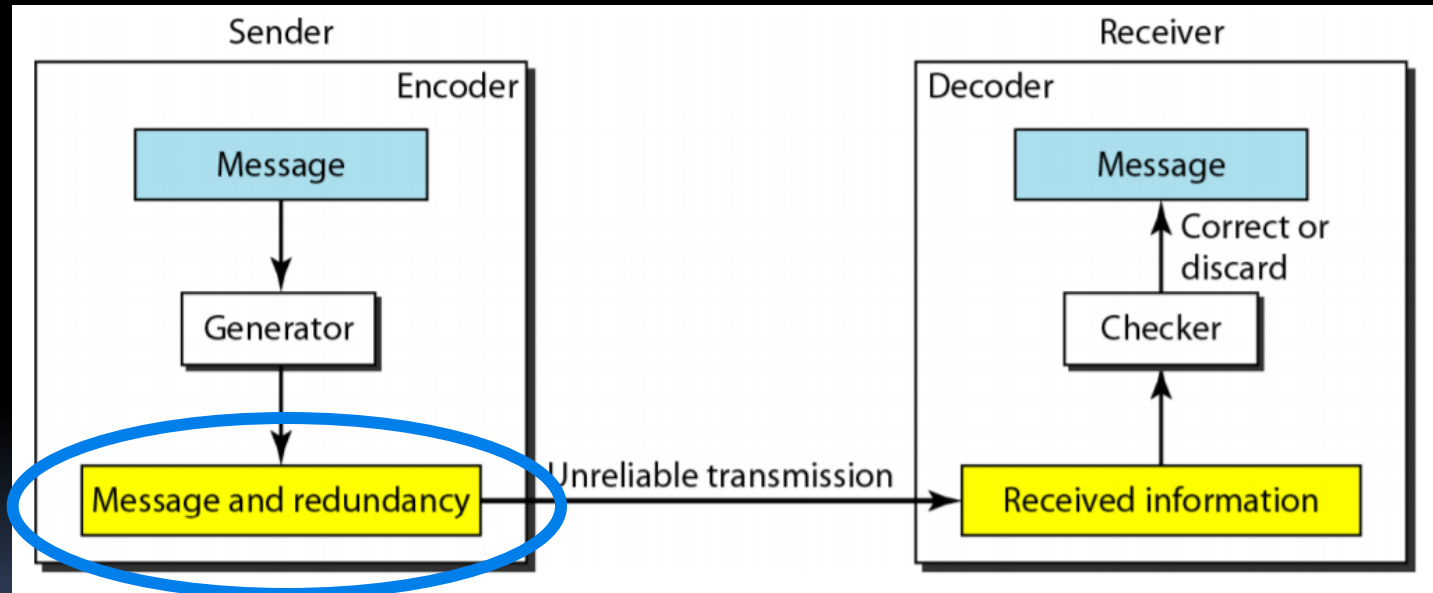 Sender
Encoder
Message
Generator
Message and redundancy
Unreliable transmission
Receiver
Decoder
Message
Correct or
discard
Checker
Received information